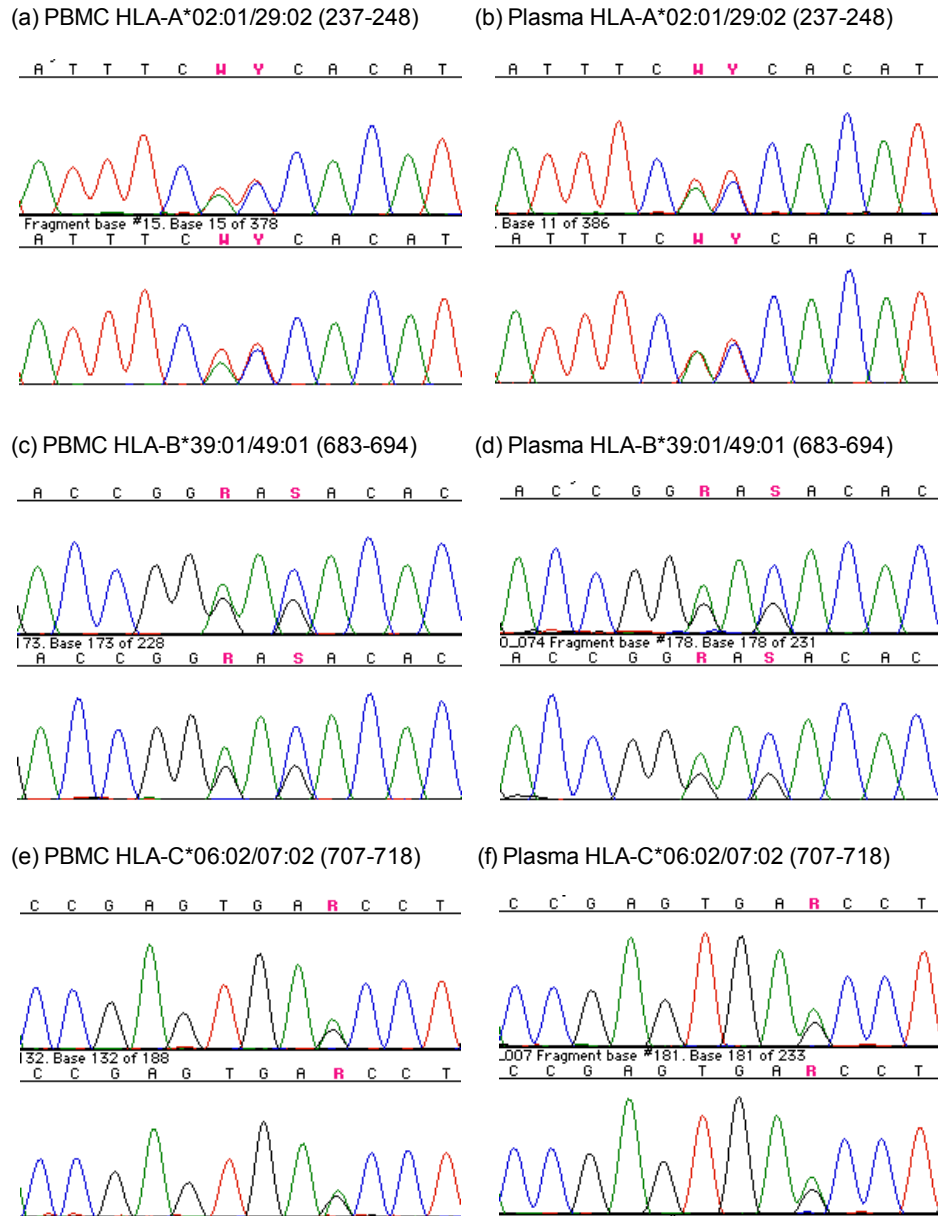 (a) PBMC HLA-A*02:01/29:02 (237-248)
(b) Plasma HLA-A*02:01/29:02 (237-248)
A T T T C W Y C A C A T
A T T T C W Y C A C A T
Fragment base #15. Base 15 of 378
. Base 11 of 386
A T T T C W Y C A C A T
A T T T C W Y C A C A T
(c) PBMC HLA-B*39:01/49:01 (683-694)
(d) Plasma HLA-B*39:01/49:01 (683-694)
A C C G G R A S A C A C
A C C G G R A S A C A C
173. Base 173 of 228
0_074 Fragment base #178. Base 178 of 231
A C C G G R A S A C A C
A C C G G R A S A C A C
(e) PBMC HLA-C*06:02/07:02 (707-718)
(f) Plasma HLA-C*06:02/07:02 (707-718)
C C G A G T G A R C C T
C C G A G T G A R C C T
132. Base 132 of 188
_007 Fragment base #181. Base 181 of 233
C C G A G T G A R C C T
C C G A G T G A R C C T